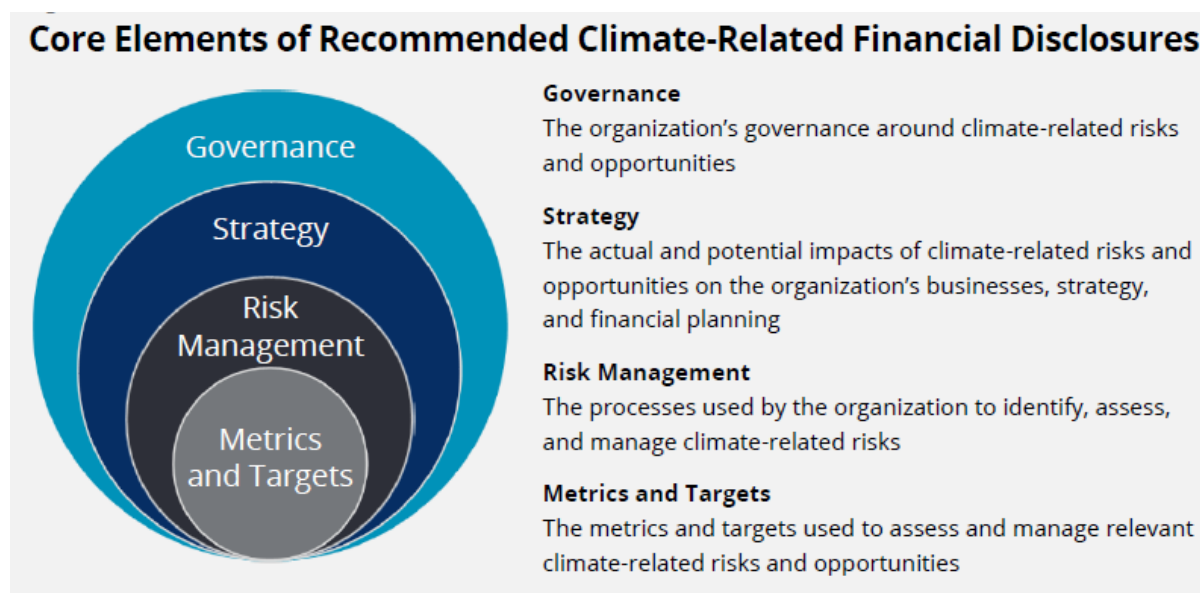 Core Elements of Recommended Climate-Related Financial Disclosures
Governance
Strategy
Risk
Management
Metrics
and Targets
Governance
The organization’s governance around climate-related risks
and opportunities
Strategy
The actual and potential impacts of climate-related risks and
opportunities on the organization’s businesses, strategy,
and financial planning
Risk Management
The processes used by the organization to identify, assess,
and manage climate-related risks
Metrics and Targets
The metrics and targets used to assess and manage relevant
climate-related risks and opportunities